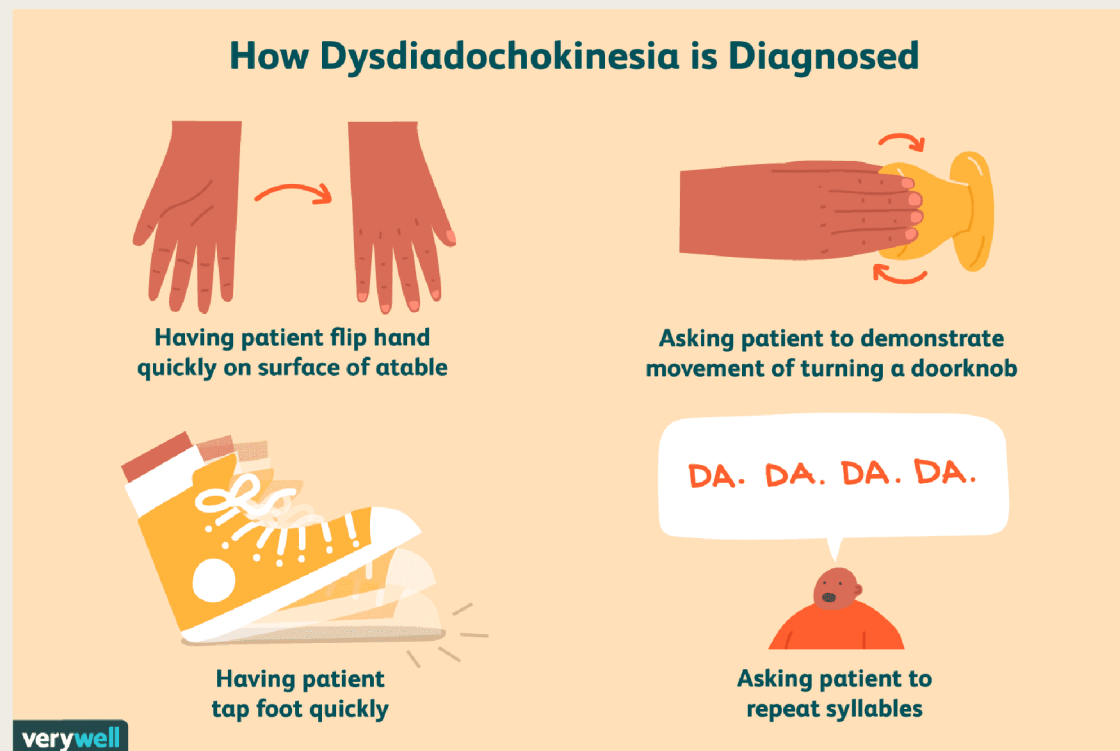 How Dysdiadochokinesia is Diagnosed
Having patient flip hand
quickly on surface of atable
Asking patient to demonstrate
movement of turning a doorknob
DA. DA. DA. DA.
Having patient
tap foot quickly
Asking patient to
repeat syllables
verywell